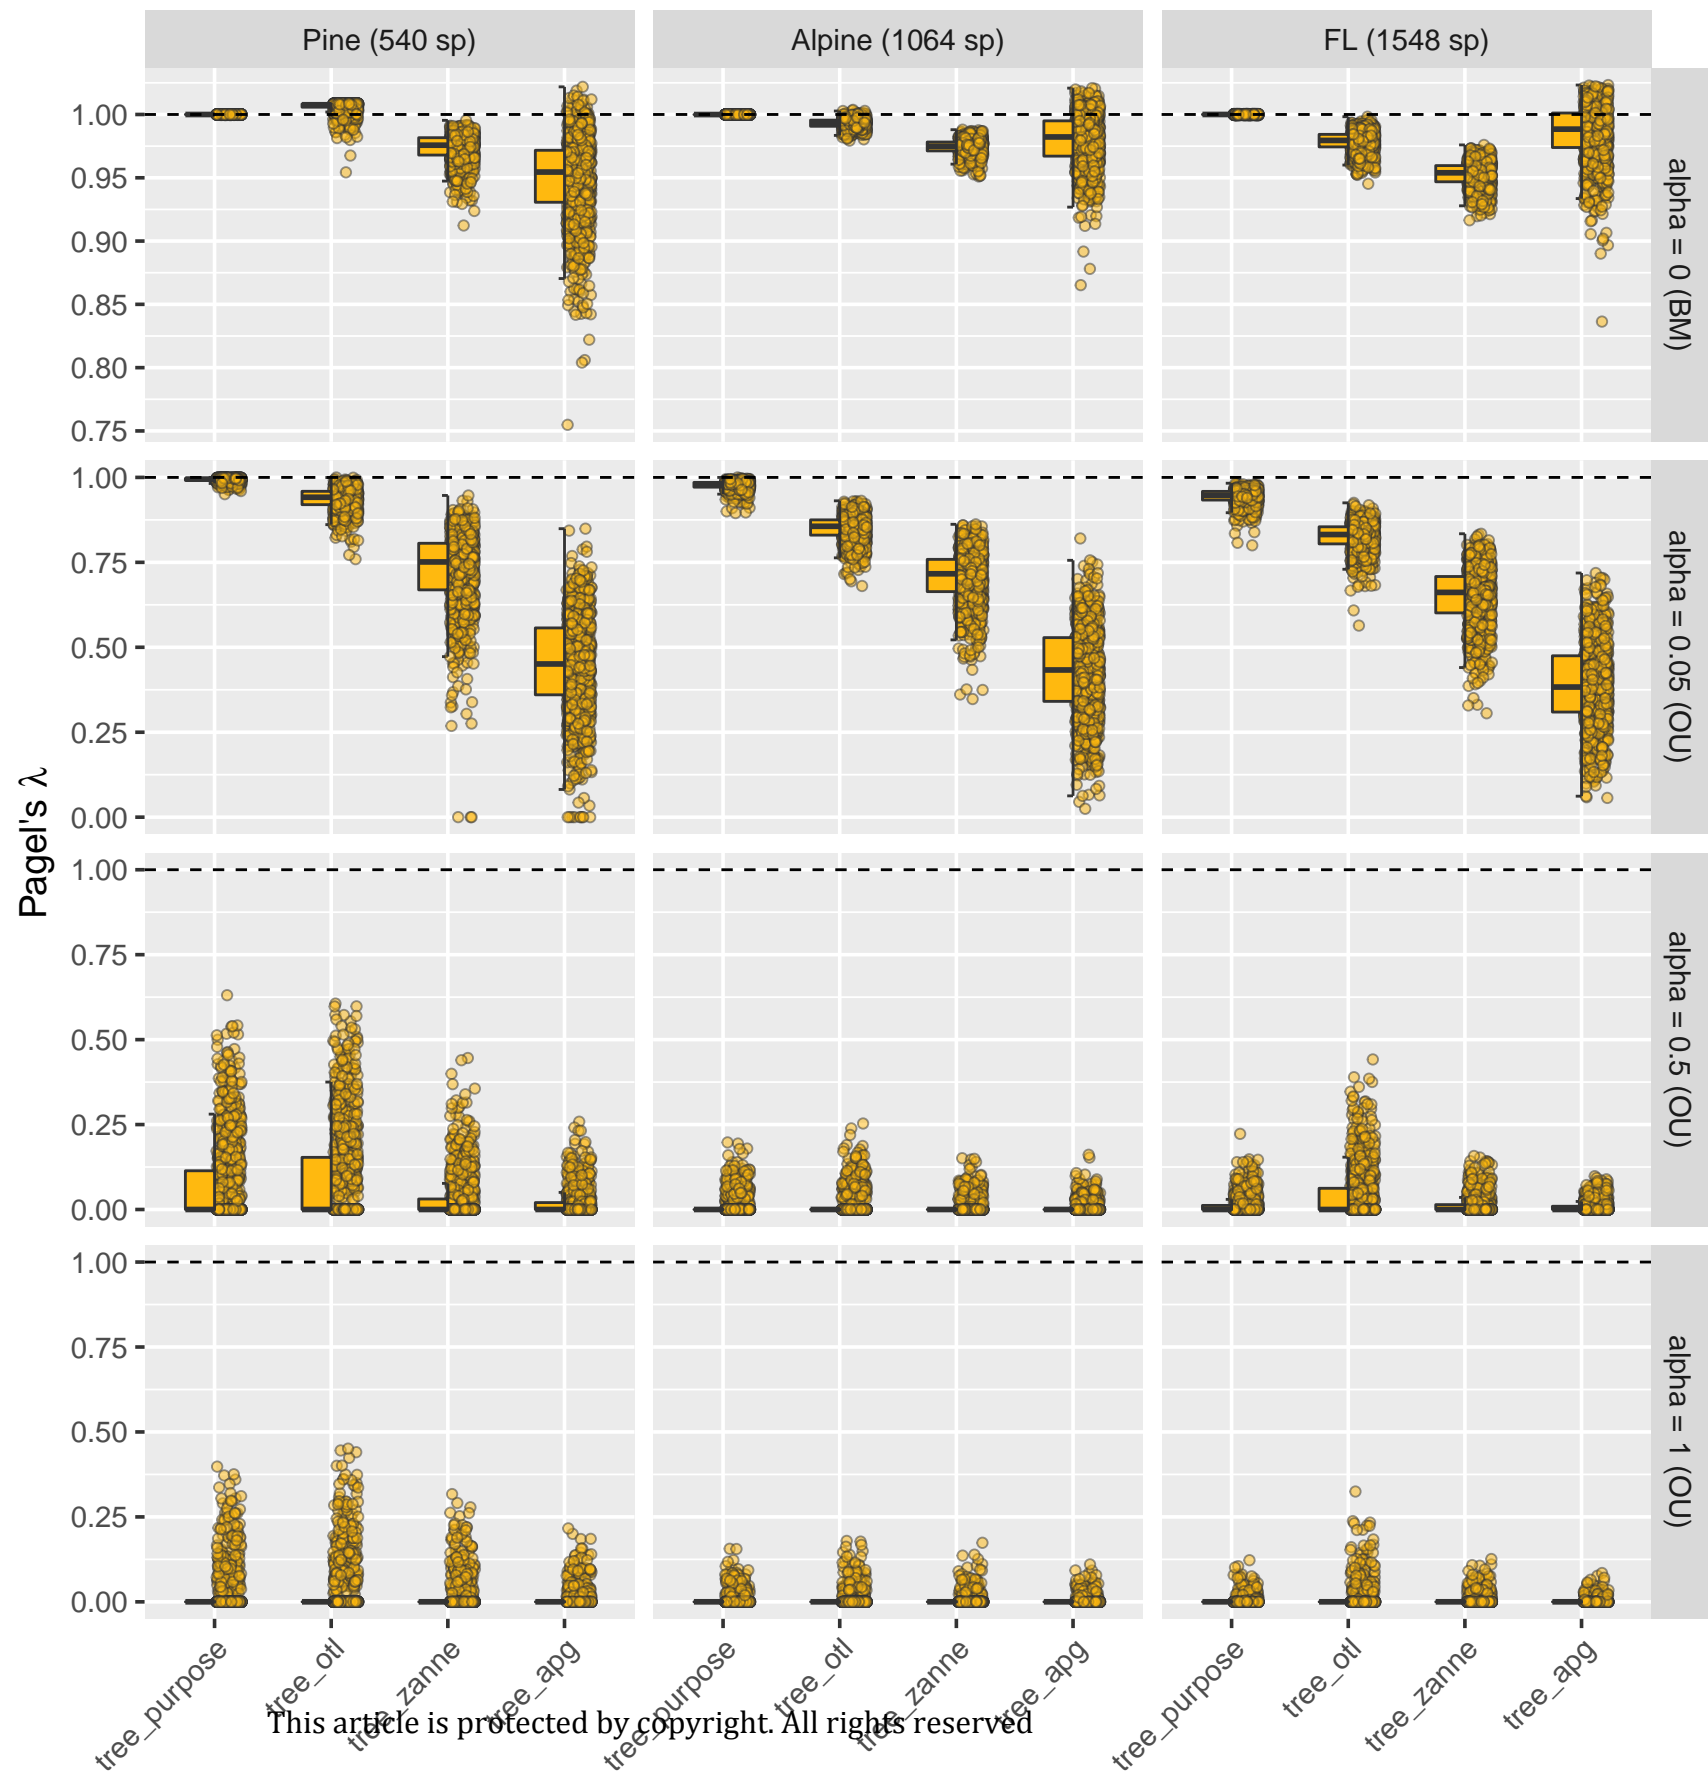 Pine (540 sp)
Alpine (1064 sp)
FL (1548 sp)
1.00
0.95
0.90
0.85
0.80
0.75
alpha = 0 (BM)
1.00
0.75
0.50
0.25
0.00
alpha = 0.05 (OU)
Pagel's λ
1.00
0.75
0.50
0.25
0.00
alpha = 0.5 (OU)
1.00
0.75
0.50
0.25
0.00
alpha = 1 (OU)
tree_purpose
tree_otl
tree_zanne
tree_apg
tree_purpose
tree_otl
tree_zanne
tree_apg
tree_purpose
tree_otl
tree_zanne
tree_apg
This article is protected by copyright. All rights reserved